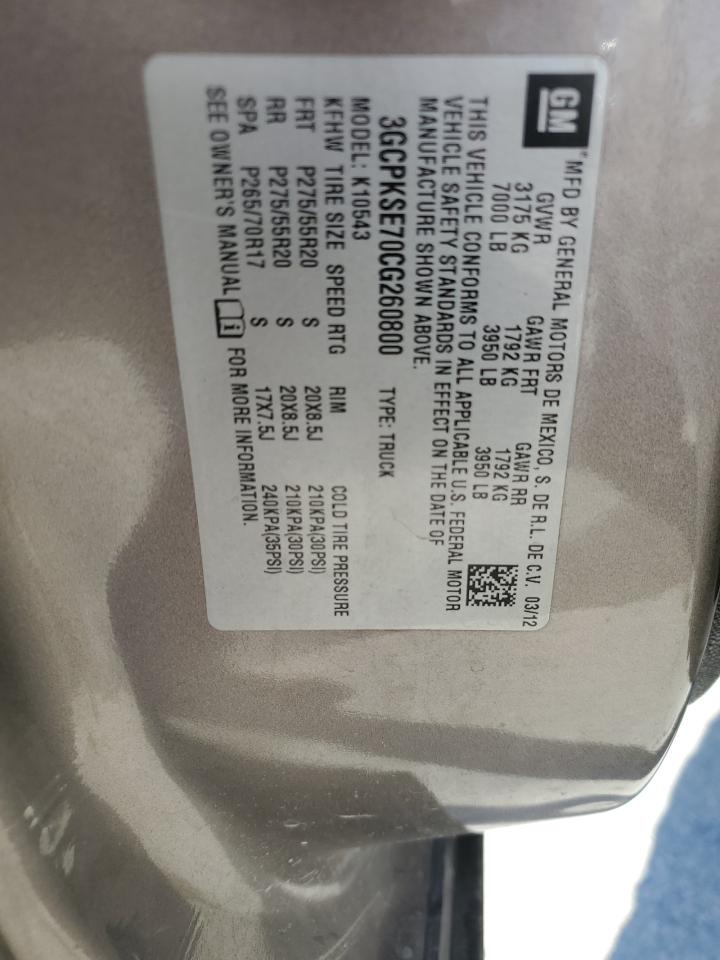 GM
*MFD BY GENERAL MOTORS DE MEXICO, S. DE R.L. DE C.V. 03/12
GVWR GAWR FRT GAWR RR
3175 KG 1792 KG 1792 KG
7000 LB 3950 LB 3950 LB
THIS VEHICLE CONFORMS TO ALL APPLICABLE U.S. FEDERAL MOTOR
VEHICLE SAFETY STANDARDS IN EFFECT ON THE DATE OF
MANUFACTURE SHOWN ABOVE.
3GCPKSE70CG260800 TYPE: TRUCK
MODEL: K10543
KFHW TIRE SIZE SPEED RTG RIM COLD TIRE PRESSURE
FRT P275/55R20 S 20X8.5J 210KPA(30PSI)
RR P275/55R20 S 20X8.5J 210KPA(30PSI)
SPA P265/70R17 S 17X7.5J 240KPA(35PSI)
SEE OWNER'S MANUAL FOR MORE INFORMATION.